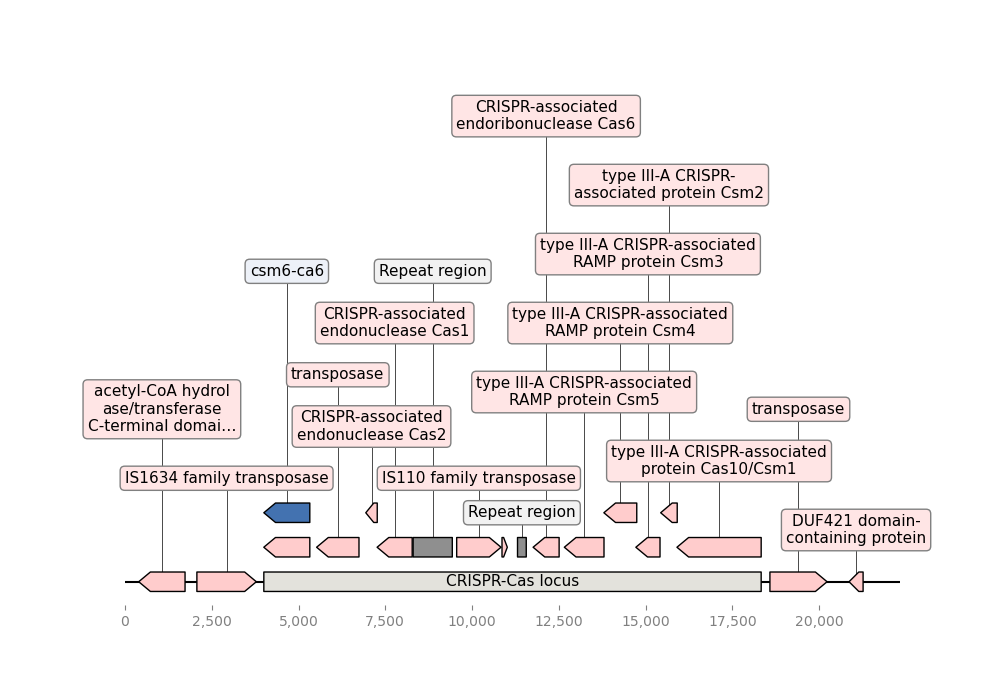 CRISPR-associated
endoribonuclease Cas6
type III-A CRISPR-
associated protein Csm2
type III-A CRISPR-associated
RAMP protein Csm3
csm6-ca6
Repeat region
CRISPR-associated
endonuclease Cas1
type III-A CRISPR-associated
RAMP protein Csm4
transposase
acetyl-CoA hydrol
ase/transferase
C-terminal domai...
type III-A CRISPR-associated
RAMP protein Csm5
transposase
CRISPR-associated
endonuclease Cas2
type III-A CRISPR-associated
protein Cas10/Csm1
IS1634 family transposase
IS110 family transposase
Repeat region
DUF421 domain-
containing protein
CRISPR-Cas locus
0 2,500 5,000 7,500 10,000 12,500 15,000 17,500 20,000